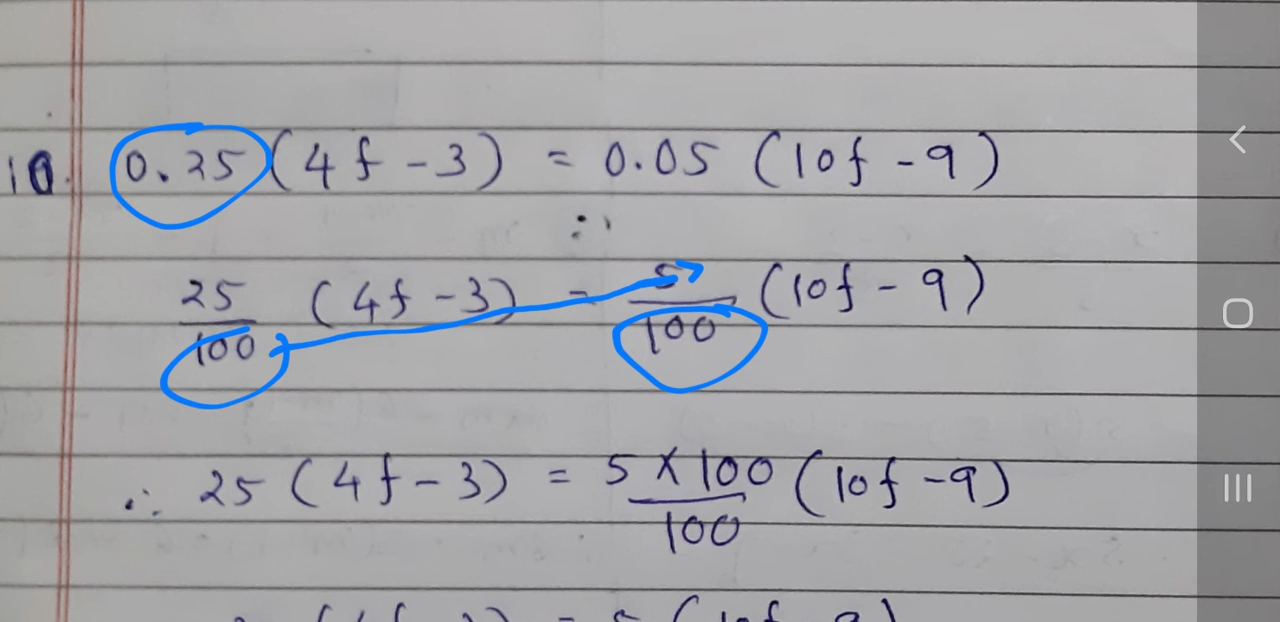 10. 0.25 (4f - 3) = 0.05 (10f - 9)
∴
25/100 (4f - 3) = 5/100 (10f - 9)
∴ 25 (4f - 3) = 5 × 100/100 (10f - 9)